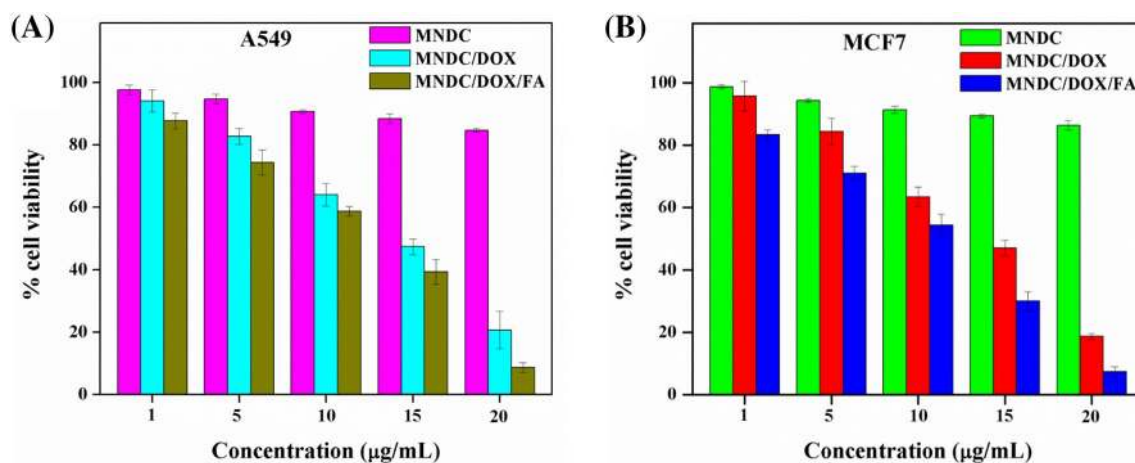 (A)
A549
MNDC
MNDC/DOX
MNDC/DOX/FA
% cell viability
100
80
60
40
20
0
1 5 10 15 20
Concentration (µg/mL)
(B)
MCF7
MNDC
MNDC/DOX
MNDC/DOX/FA
% cell viability
100
80
60
40
20
0
1 5 10 15 20
Concentration (µg/mL)